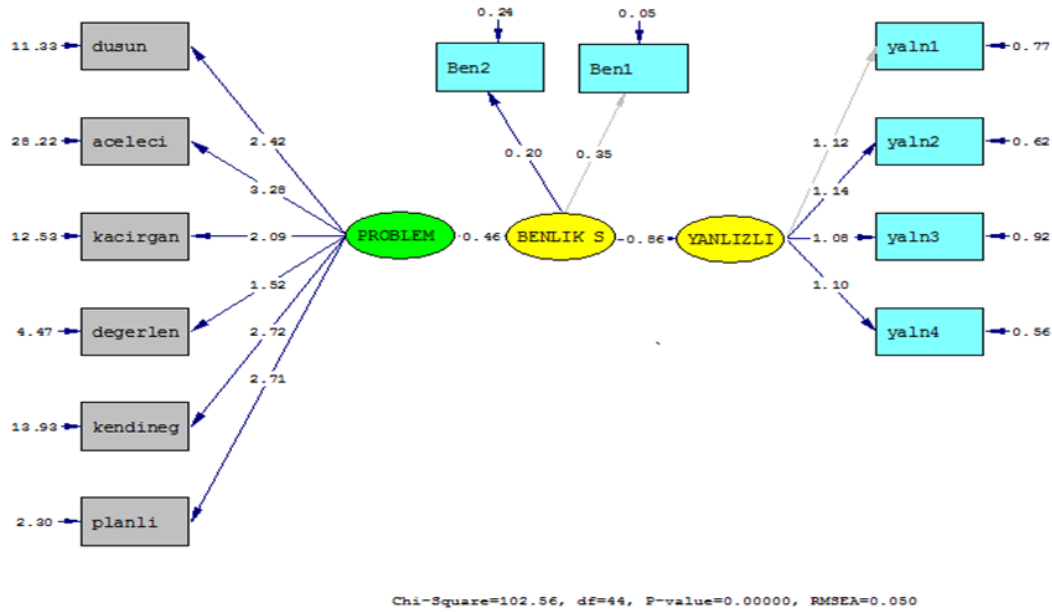 0.24
0.05
11.33
dusun
Ben2
Ben1
yaln1
0.77
28.22
aceleci
2.42
0.20
0.35
1.12
yaln2
0.62
3.28
1.14
12.53
kacirgan
2.09
PROBLEM
0.46
BENLIK S
-0.86
YANLIZLI
1.08
yaln3
0.92
1.52
1.10
4.47
degerlen
2.72
yaln4
0.56
2.71
13.93
kendineg
2.30
planli
Chi-Square=102.56, df=44, P-value=0.00000, RMSEA=0.050